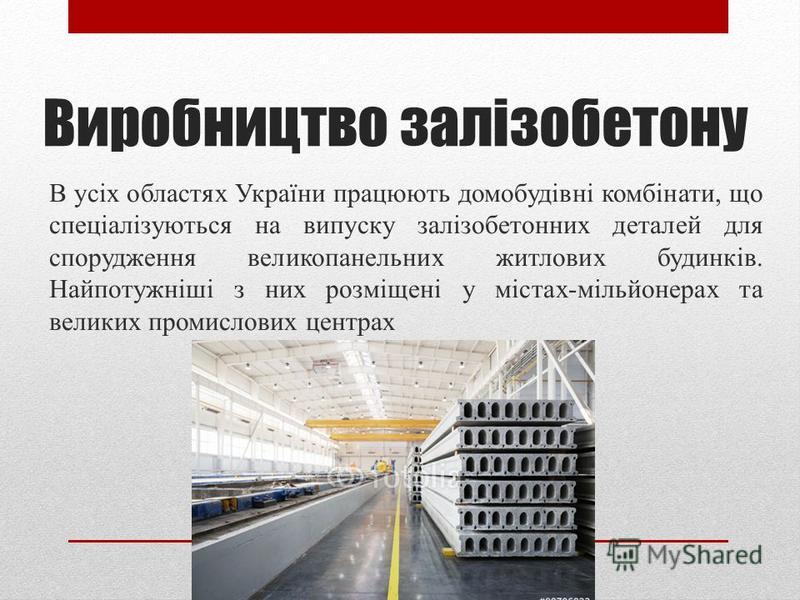 Виробництво залізобетону
В усіх областях України працюють домобудівні комбінати, що
спеціалізуються на випуску залізобетонних деталей для
спорудження великопанельних житлових будинків.
Найпотужніші з них розміщені у містах-мільйонерах та
великих промислових центрах
fotolia
MyShared